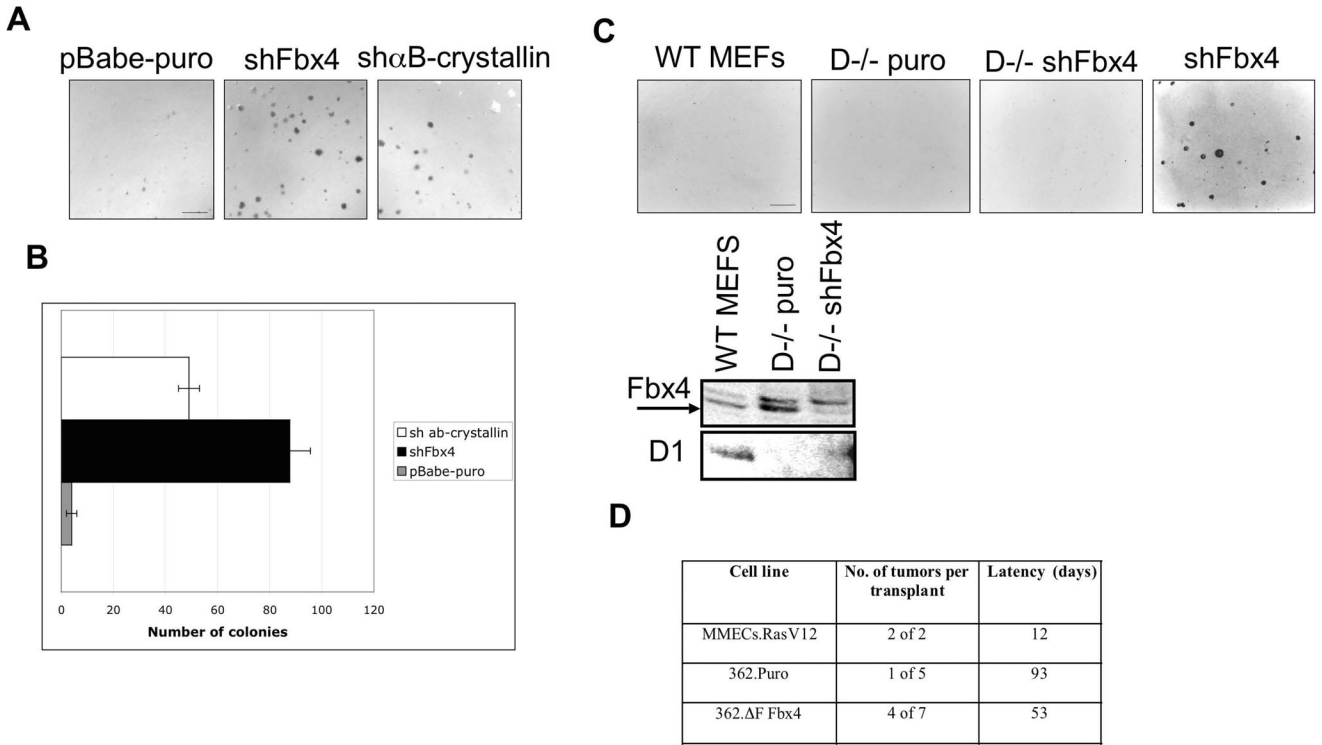 A
pBabe-puro shFbx4 shαB-crystallin
B
sh ab-crystallin
shFbx4
pBabe-puro
0 20 40 60 80 100 120
Number of colonies
C
WT MEFs D-/- puro D-/- shFbx4 shFbx4
WT MEFS
D-/- puro
D-/- shFbx4
Fbx4
D1
D
Cell line No. of tumors per transplant Latency (days)
MMECs.RasV12 2 of 2 12
362.Puro 1 of 5 93
362.ΔF Fbx4 4 of 7 53